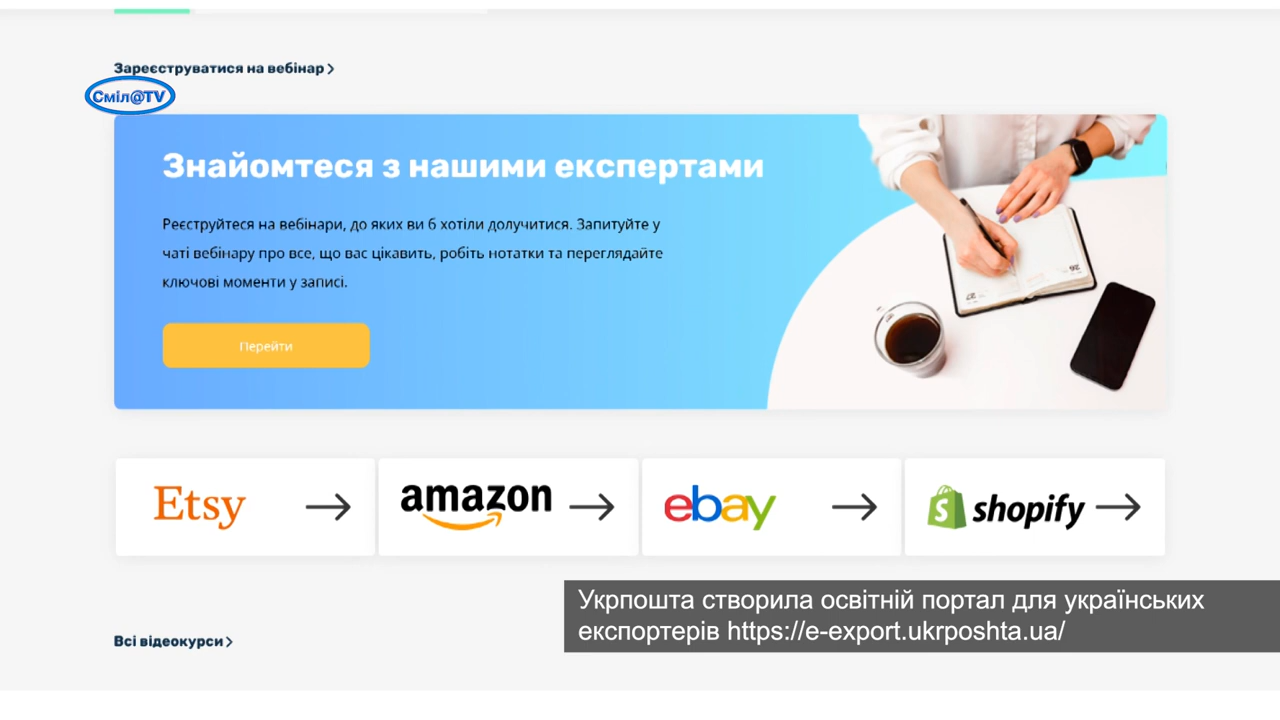 Зареєструватися на вебінар
Сміл@TV
Знайомтеся з нашими експертами
Реєструйтеся на вебінари, до яких ви б хотіли долучитися. Запитуйте у
чаті вебінару про все, що вас цікавить, робіть нотатки та переглядайте
ключові моменти у записі.
Перейти
Etsy
amazon
ebay
shopify
Укрпошта створила освітній портал для українських
експортерів https://e-export.ukrposhta.ua/
Всі відеокурси